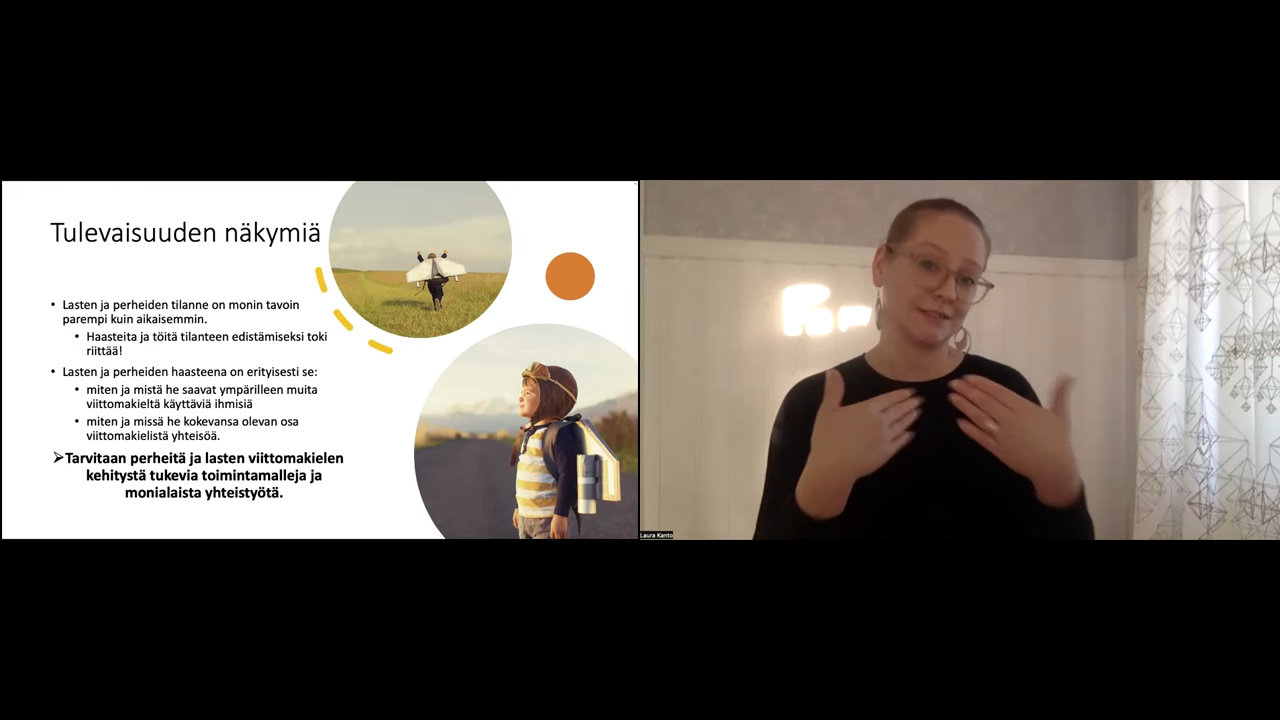 Tulevaisuuden näkymiä
• Lasten ja perheiden tilanne on monin tavoin
parempi kuin aikaisemmin.
• Haasteita ja töitä tilanteen edistämiseksi toki
riittää!
• Lasten ja perheiden haasteena on erityisesti se:
• miten ja mistä he saavat ympärilleen muita
viittomakieltä käyttäviä ihmisiä
• miten ja missä he kokevansa olevan osa
viittomakielistä yhteisöä.
➢Tarvitaan perheitä ja lasten viittomakielen
kehitystä tukevia toimintamalleja ja
monialaista yhteistyötä.
Laura Kanto